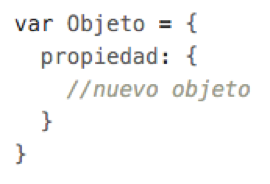 var Objeto = {
  propiedad: {
    //nuevo objeto
  }
}